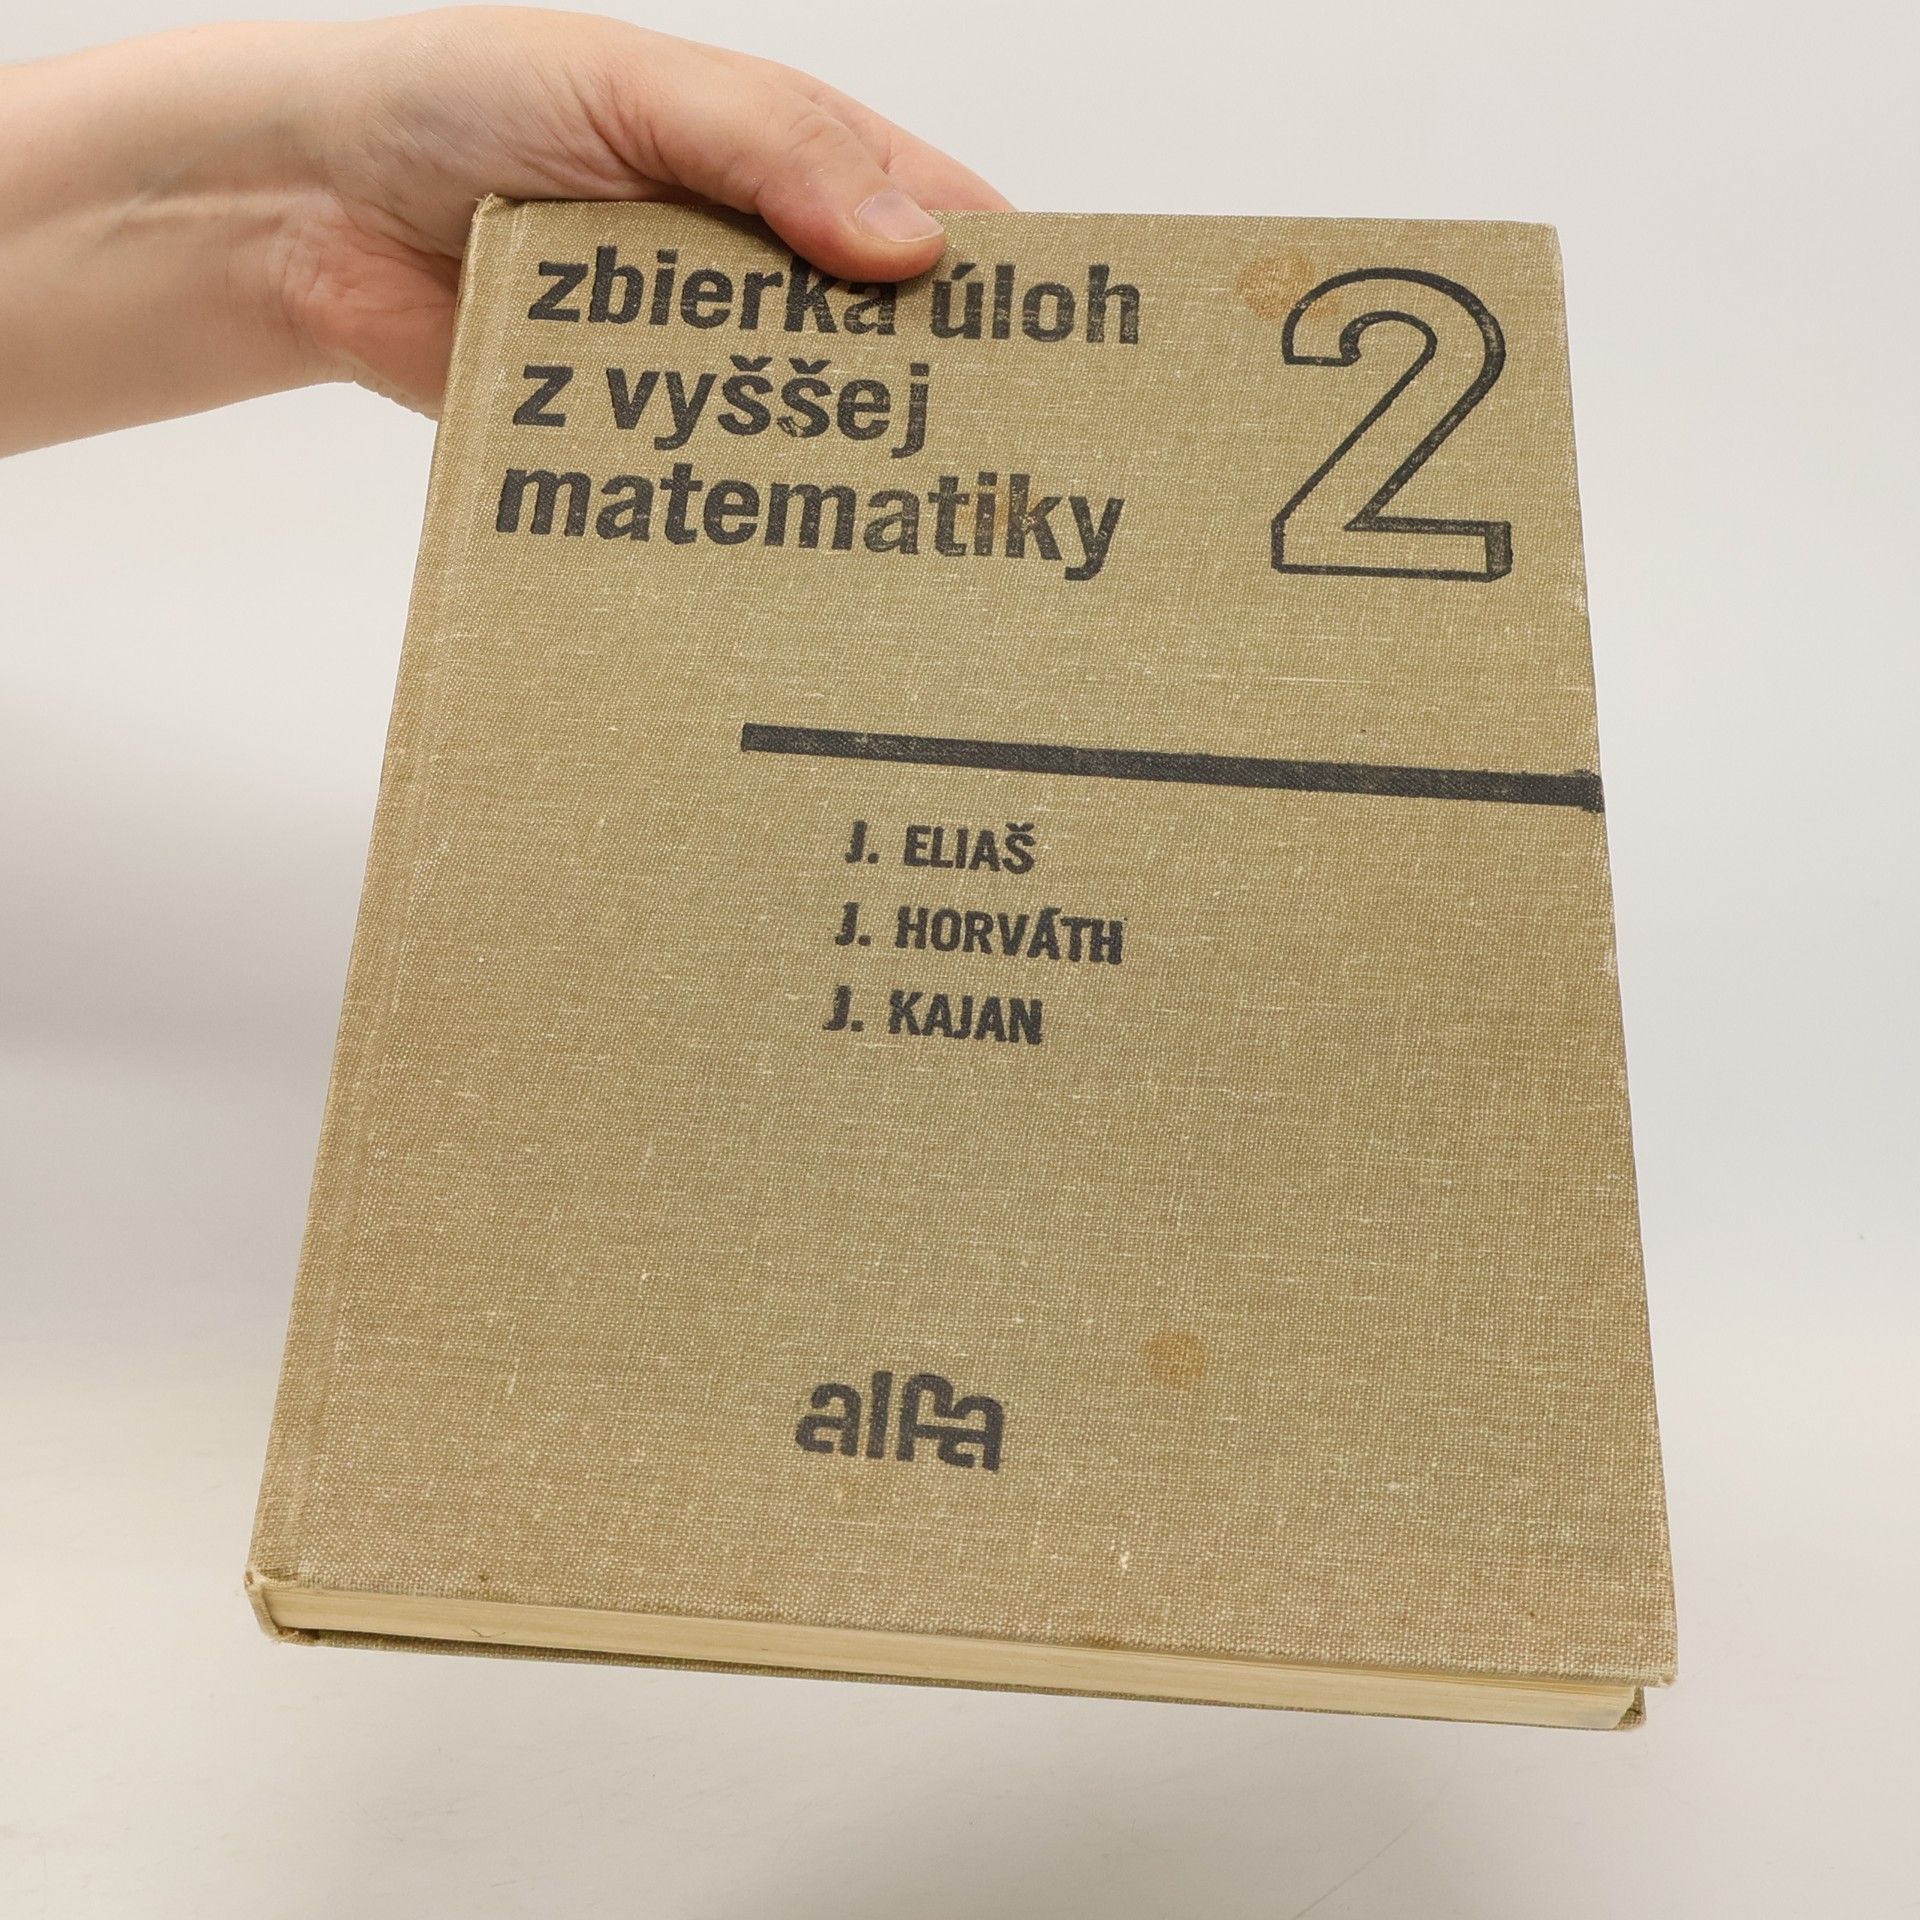 zbierka úloh
z vyššej
matematiky
2
J. ELIAŠ
J. HORVÁTH
J. KAJAN
alfa